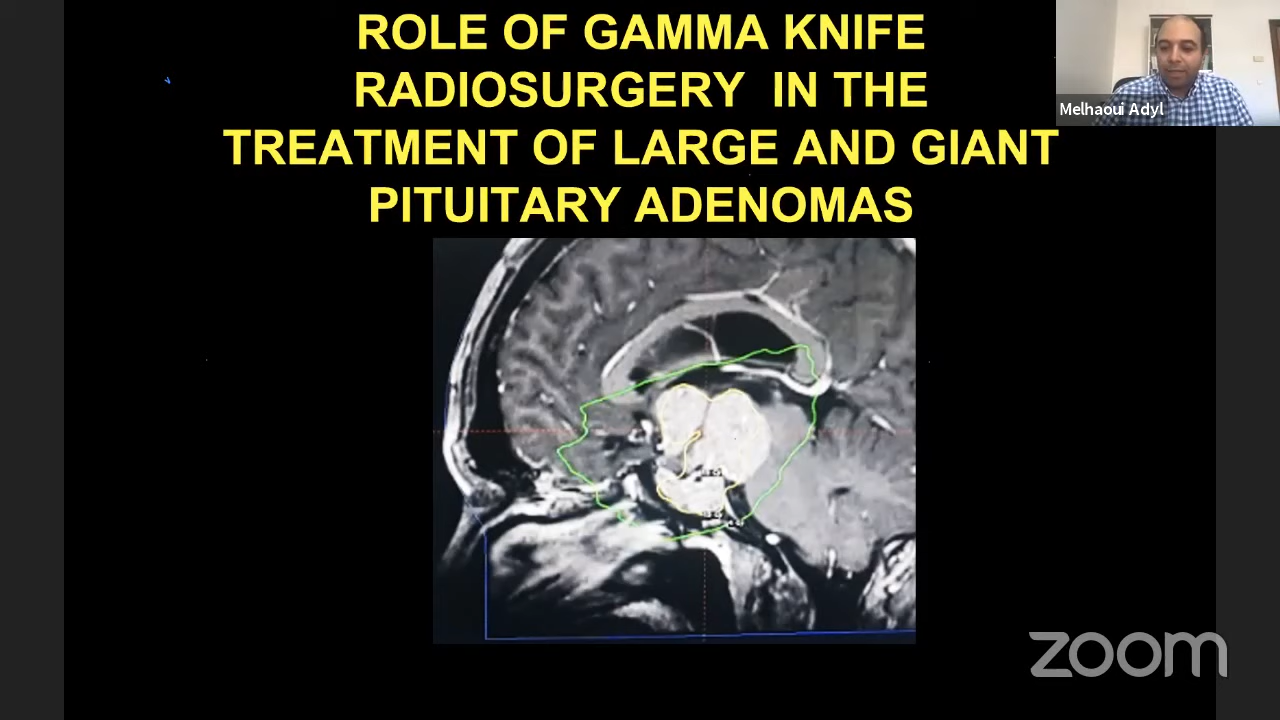 ROLE OF GAMMA KNIFE
RADIOSURGERY IN THE
TREATMENT OF LARGE AND GIANT
PITUITARY ADENOMAS
Melhaoui Adyl
zoom